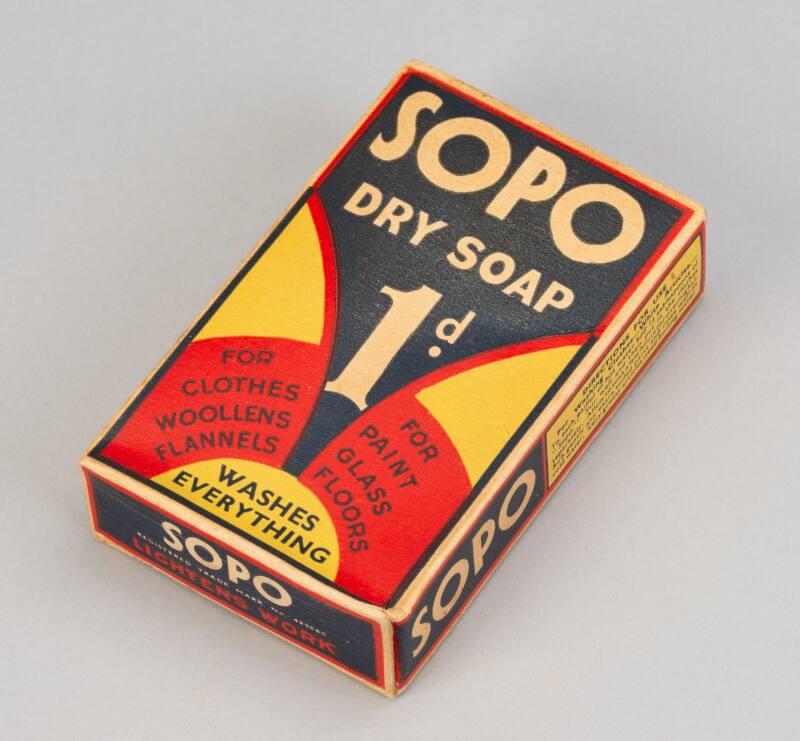 SOPO
DRY SOAP
1d.
FOR
CLOTHES
WOOLLENS
FLANNELS
FOR
PAINT
GLASS
FLOORS
WASHES
EVERYTHING
SOPO
REGISTERED TRADE MARK No
LIGHTENS WORK
SOPO
DIRECTIONS FOR USE